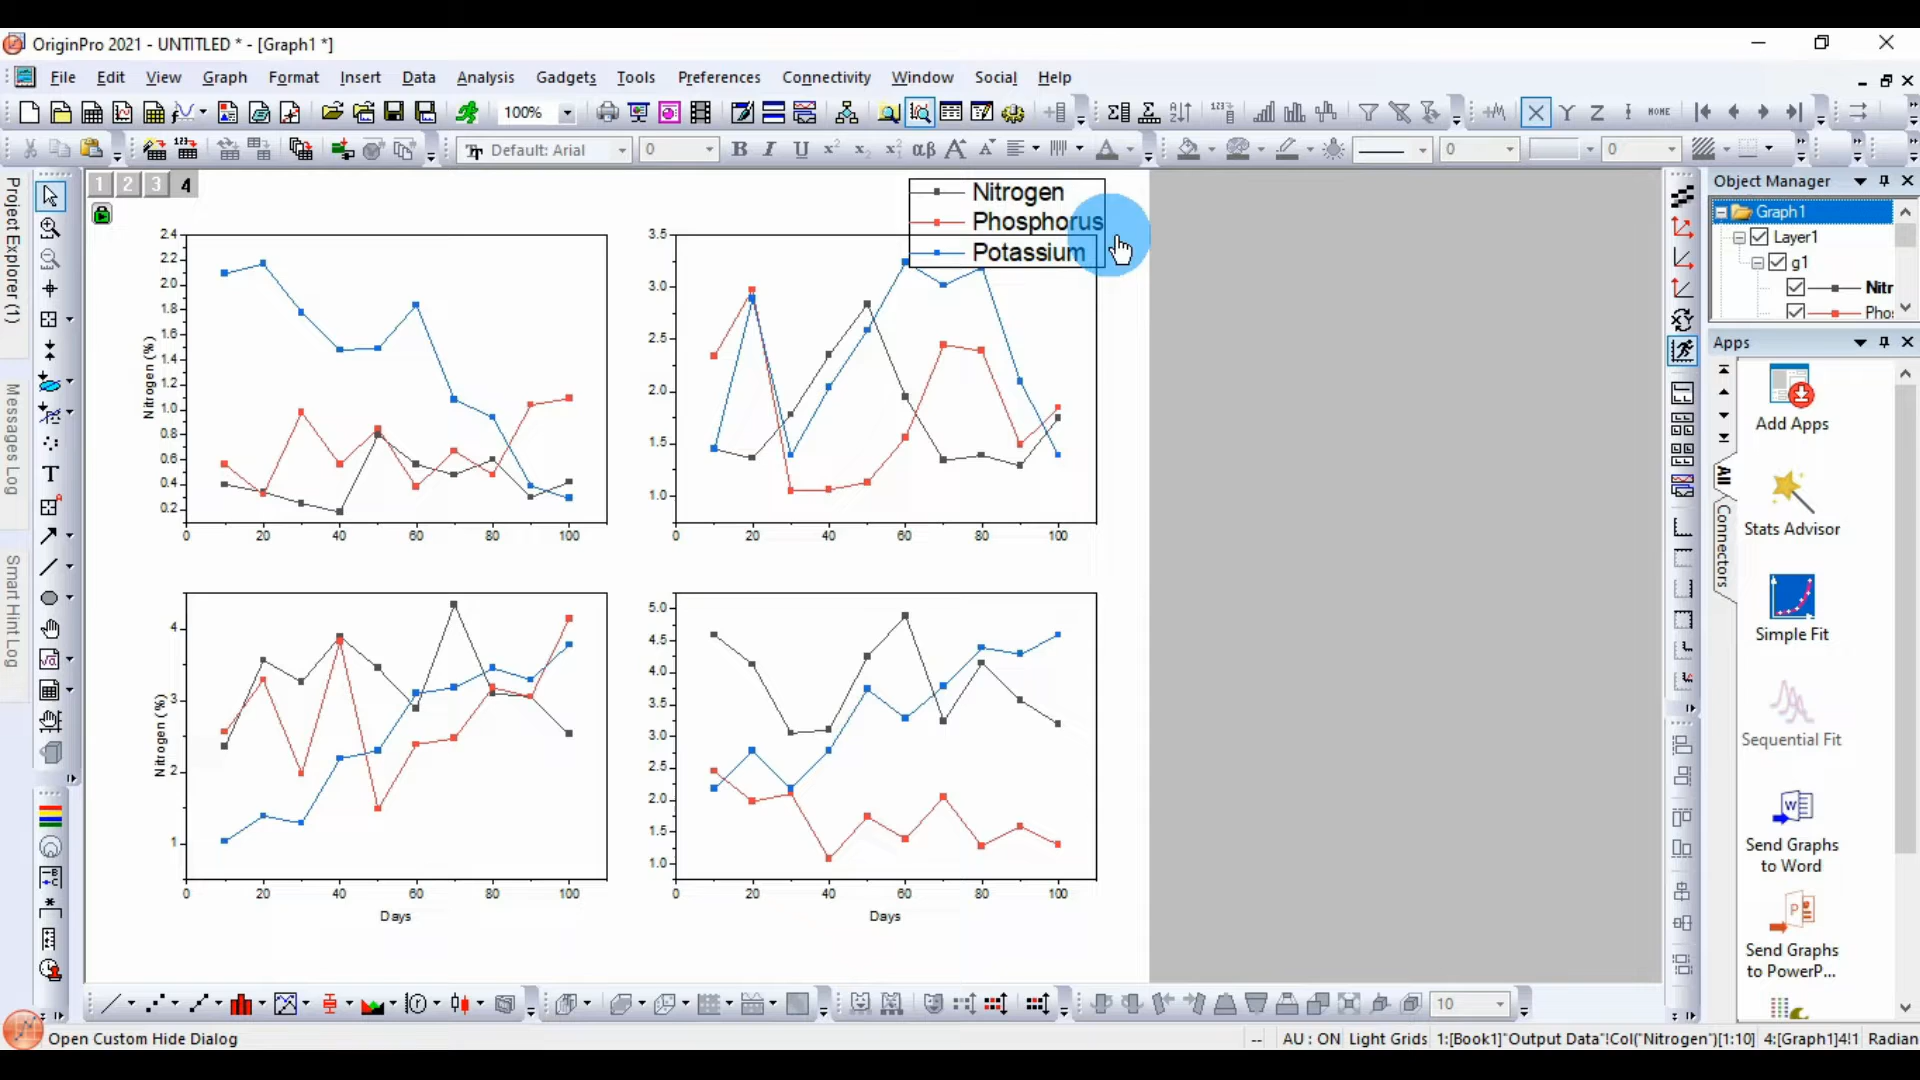 OriginPro 2021 - UNTITLED * - [Graph1 *]
File Edit View Graph Format Insert Data Analysis Gadgets Tools Preferences Connectivity Window Social Help
100%
X Y Z HOME
Default: Arial 0 B I U αβ 0 0
Project Explorer (1)
Messages Log
Smart Hint Log
1 2 3 4
Nitrogen
Phosphorus
Potassium
2.4
2.2
2.0
1.8
1.6
1.4
1.2
1.0
0.8
0.6
0.4
0.2
Nitrogen (%)
0 20 40 60 80 100
3.5
3.0
2.5
2.0
1.5
1.0
0 20 40 60 80 100
4
3
2
1
Nitrogen (%)
0 20 40 60 80 100
Days
5.0
4.5
4.0
3.5
3.0
2.5
2.0
1.5
1.0
0 20 40 60 80 100
Days
Object Manager
Graph1
Layer1
g1
Nitr
Phos
Apps
All
Connectors
Add Apps
Stats Advisor
Simple Fit
Sequential Fit
Send Graphs
to Word
Send Graphs
to PowerP...
10
Open Custom Hide Dialog
-- AU : ON Light Grids 1:[Book1]"Output Data"!Col("Nitrogen")[1:10] 4:[Graph1]4!1 Radian